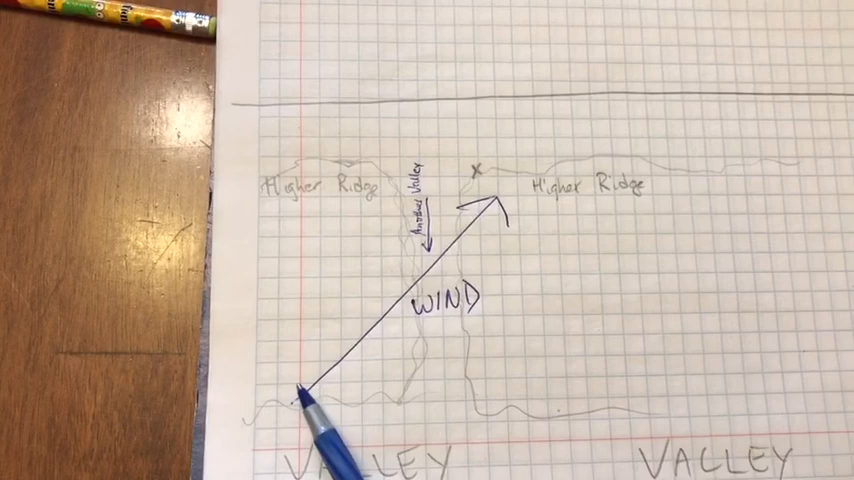 Another Valley
x
Higher Ridge
Higher Ridge
WIND
VALLEY
VALLEY